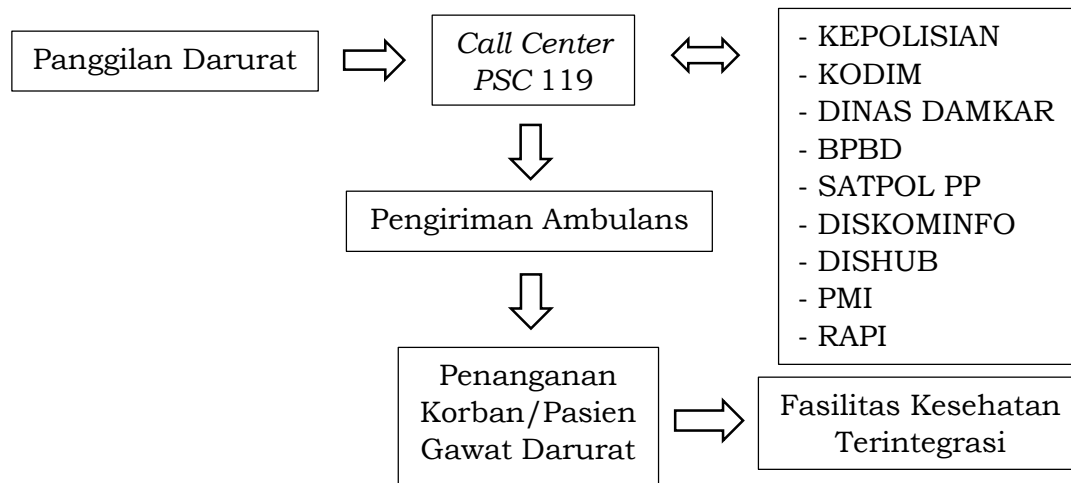 Panggilan Darurat
Call Center
PSC 119
- KEPOLISIAN
- KODIM
- DINAS DAMKAR
- BPBD
- SATPOL PP
- DISKOMINFO
- DISHUB
- PMI
- RAPI
Pengiriman Ambulans
Penanganan
Korban/Pasien
Gawat Darurat
Fasilitas Kesehatan
Terintegrasi